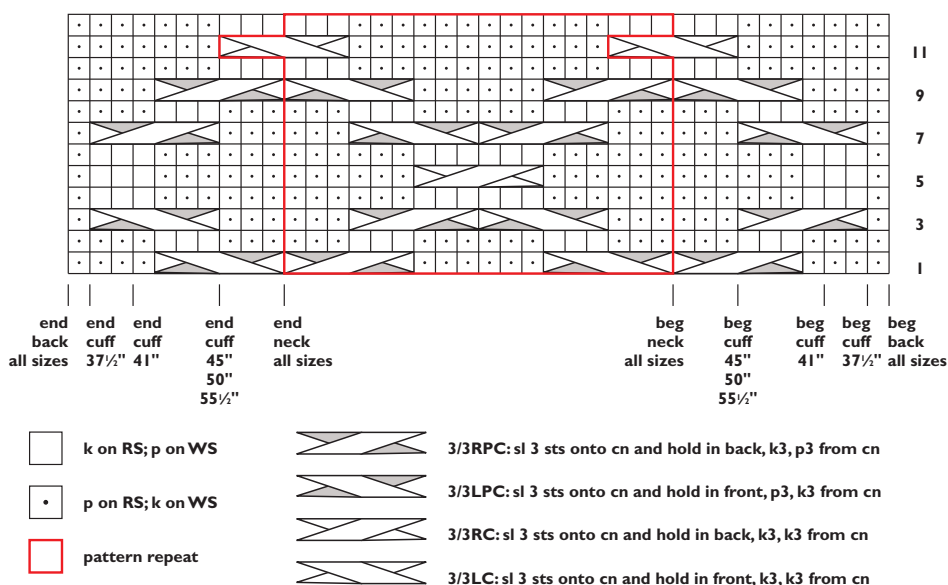 11
9
7
5
3
1
end back all sizes
end cuff 37½"
end cuff 41"
end cuff 45" 50" 55½"
end neck all sizes
beg neck all sizes
beg cuff 45" 50" 55½"
beg cuff 41"
beg cuff 37½"
beg back all sizes
k on RS; p on WS
p on RS; k on WS
pattern repeat
3/3RPC: sl 3 sts onto cn and hold in back, k3, p3 from cn
3/3LPC: sl 3 sts onto cn and hold in front, p3, k3 from cn
3/3RC: sl 3 sts onto cn and hold in back, k3, k3 from cn
3/3LC: sl 3 sts onto cn and hold in front, k3, k3 from cn